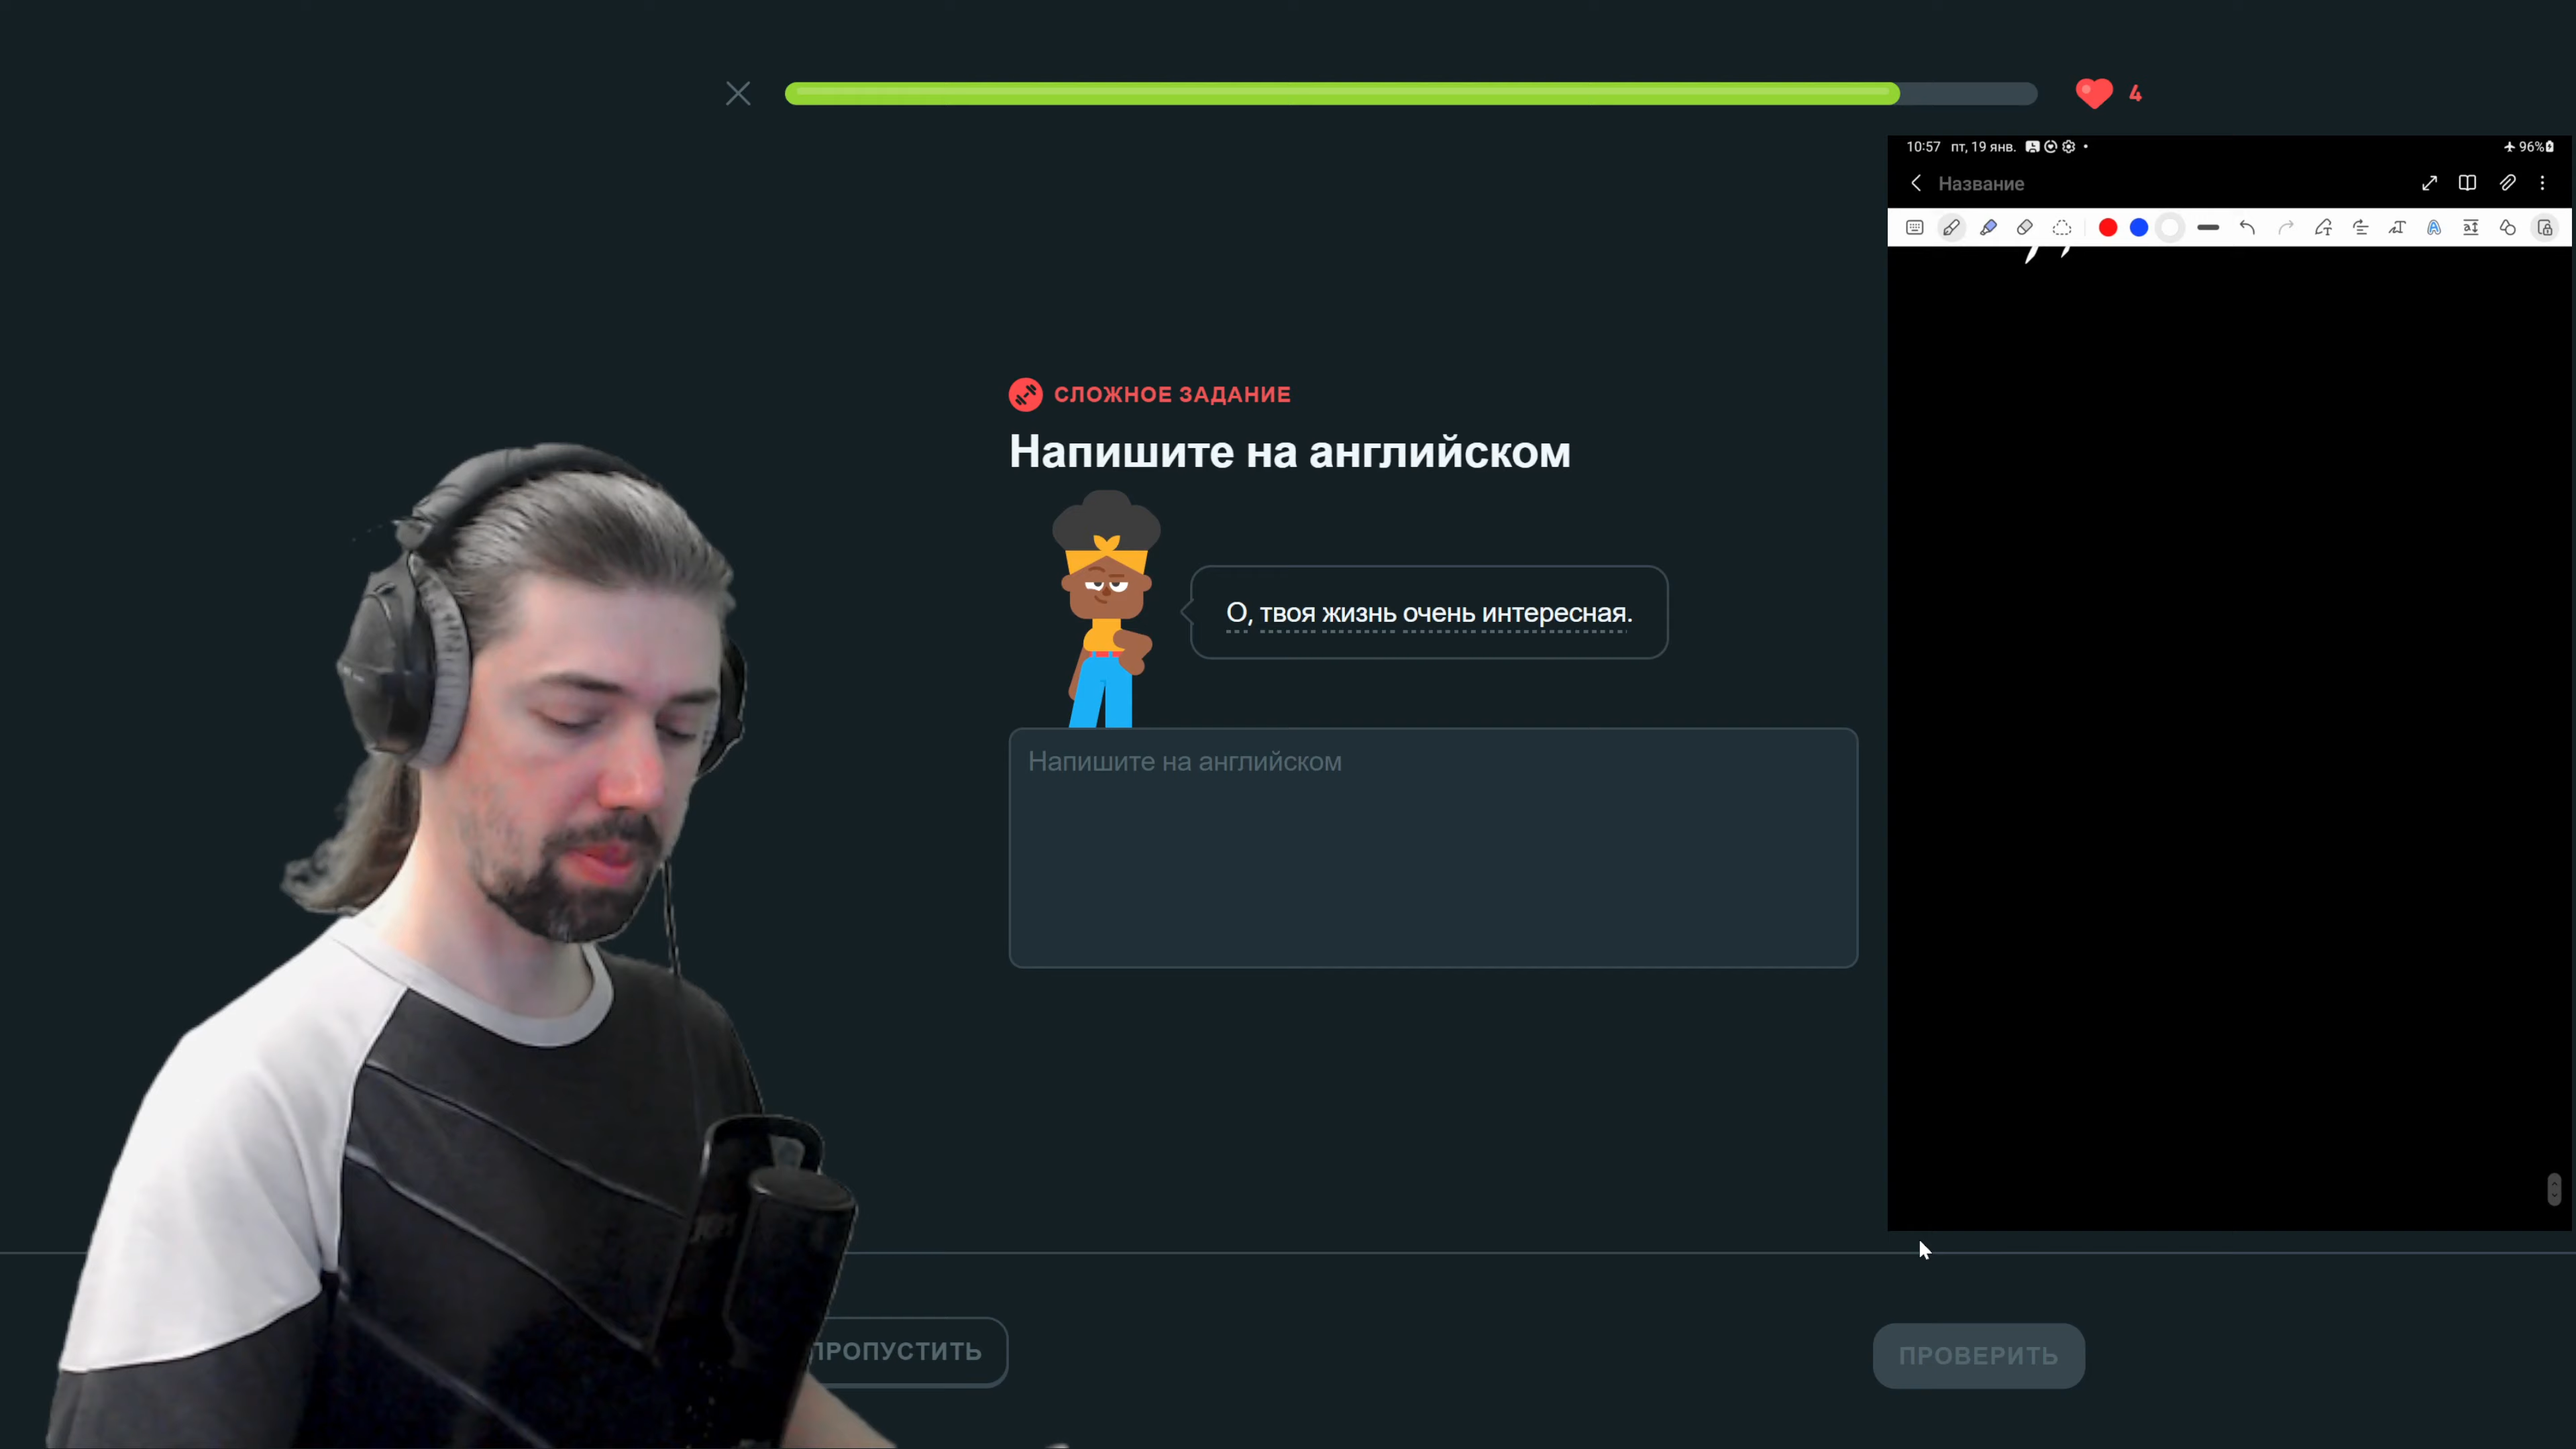 4
10:57 пт, 19 янв.
96%
Название
СЛОЖНОЕ ЗАДАНИЕ
Напишите на английском
О, твоя жизнь очень интересная.
Напишите на английском
ПРОПУСТИТЬ
ПРОВЕРИТЬ